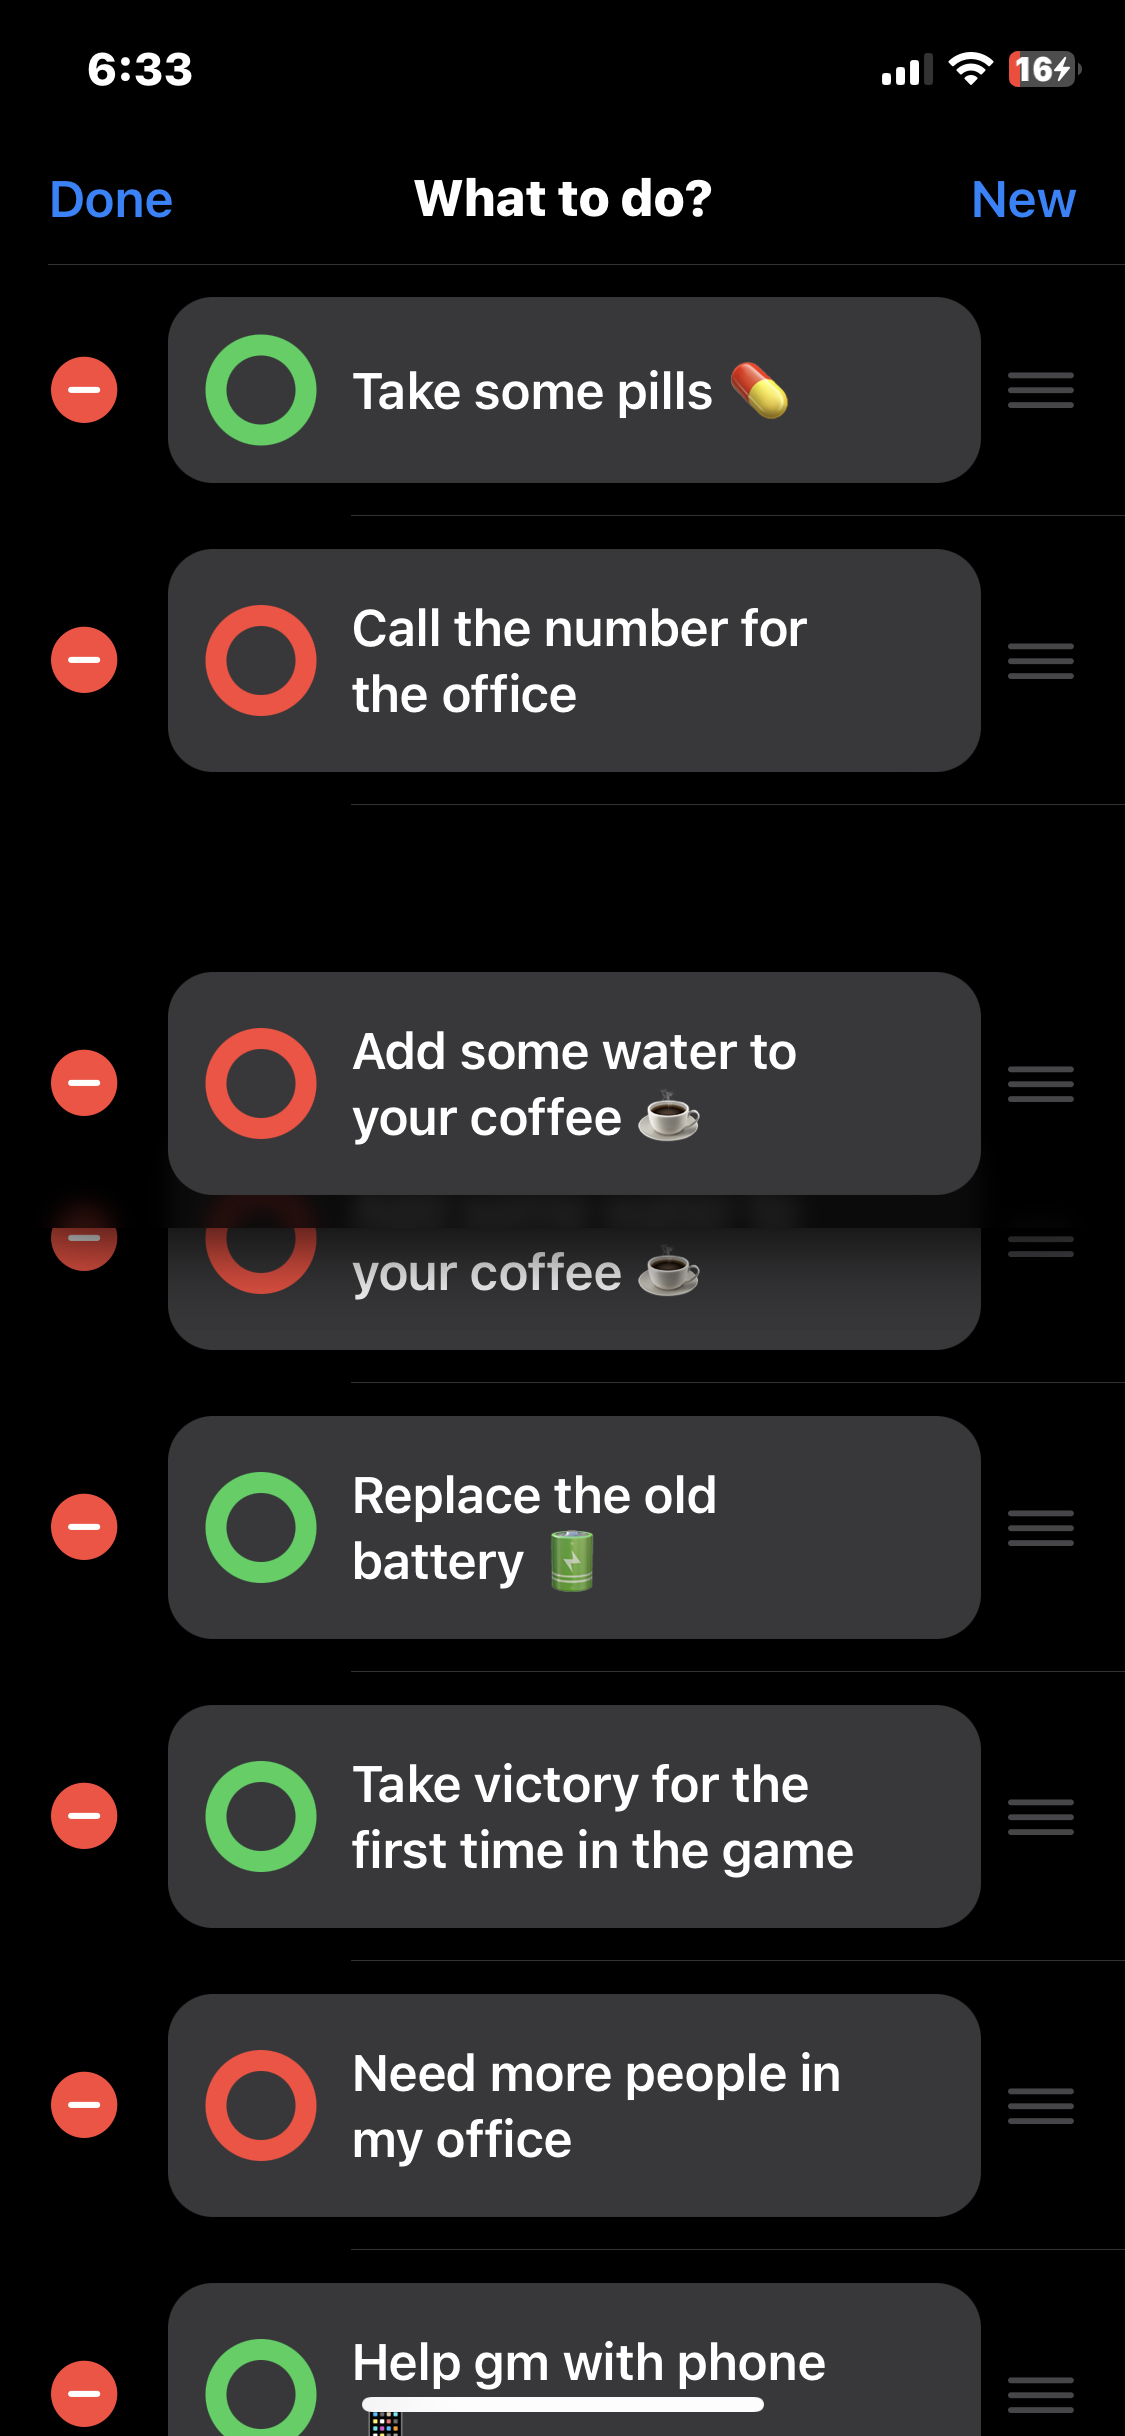 6:33
16
Done
What to do?
New
Take some pills 💊
Call the number for
the office
Add some water to
your coffee ☕
your coffee ☕
Replace the old
battery 🔋
Take victory for the
first time in the game
Need more people in
my office
Help gm with phone